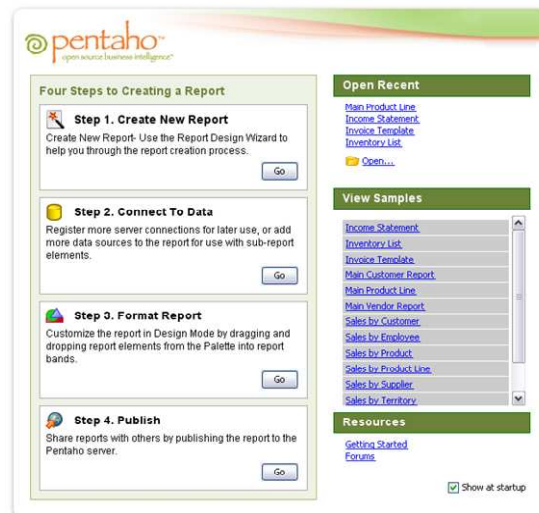 pentaho™
open source business intelligence™
Four Steps to Creating a Report
Step 1. Create New Report
Create New Report- Use the Report Design Wizard to
help you through the report creation process.
Go
Step 2. Connect To Data
Register more server connections for later use, or add
more data sources to the report for use with sub-report
elements.
Go
Step 3. Format Report
Customize the report in Design Mode by dragging and
dropping report elements from the Palette into report
bands.
Go
Step 4. Publish
Share reports with others by publishing the report to the
Pentaho server.
Go
Open Recent
Main Product Line
Income Statement
Invoice Template
Inventory List
Open...
View Samples
Income Statement
Inventory List
Invoice Template
Main Customer Report
Main Product Line
Main Vendor Report
Sales by Customer
Sales by Employee
Sales by Product
Sales by Product Line
Sales by Supplier
Sales by Territory
Resources
Getting Started
Forums
Show at startup